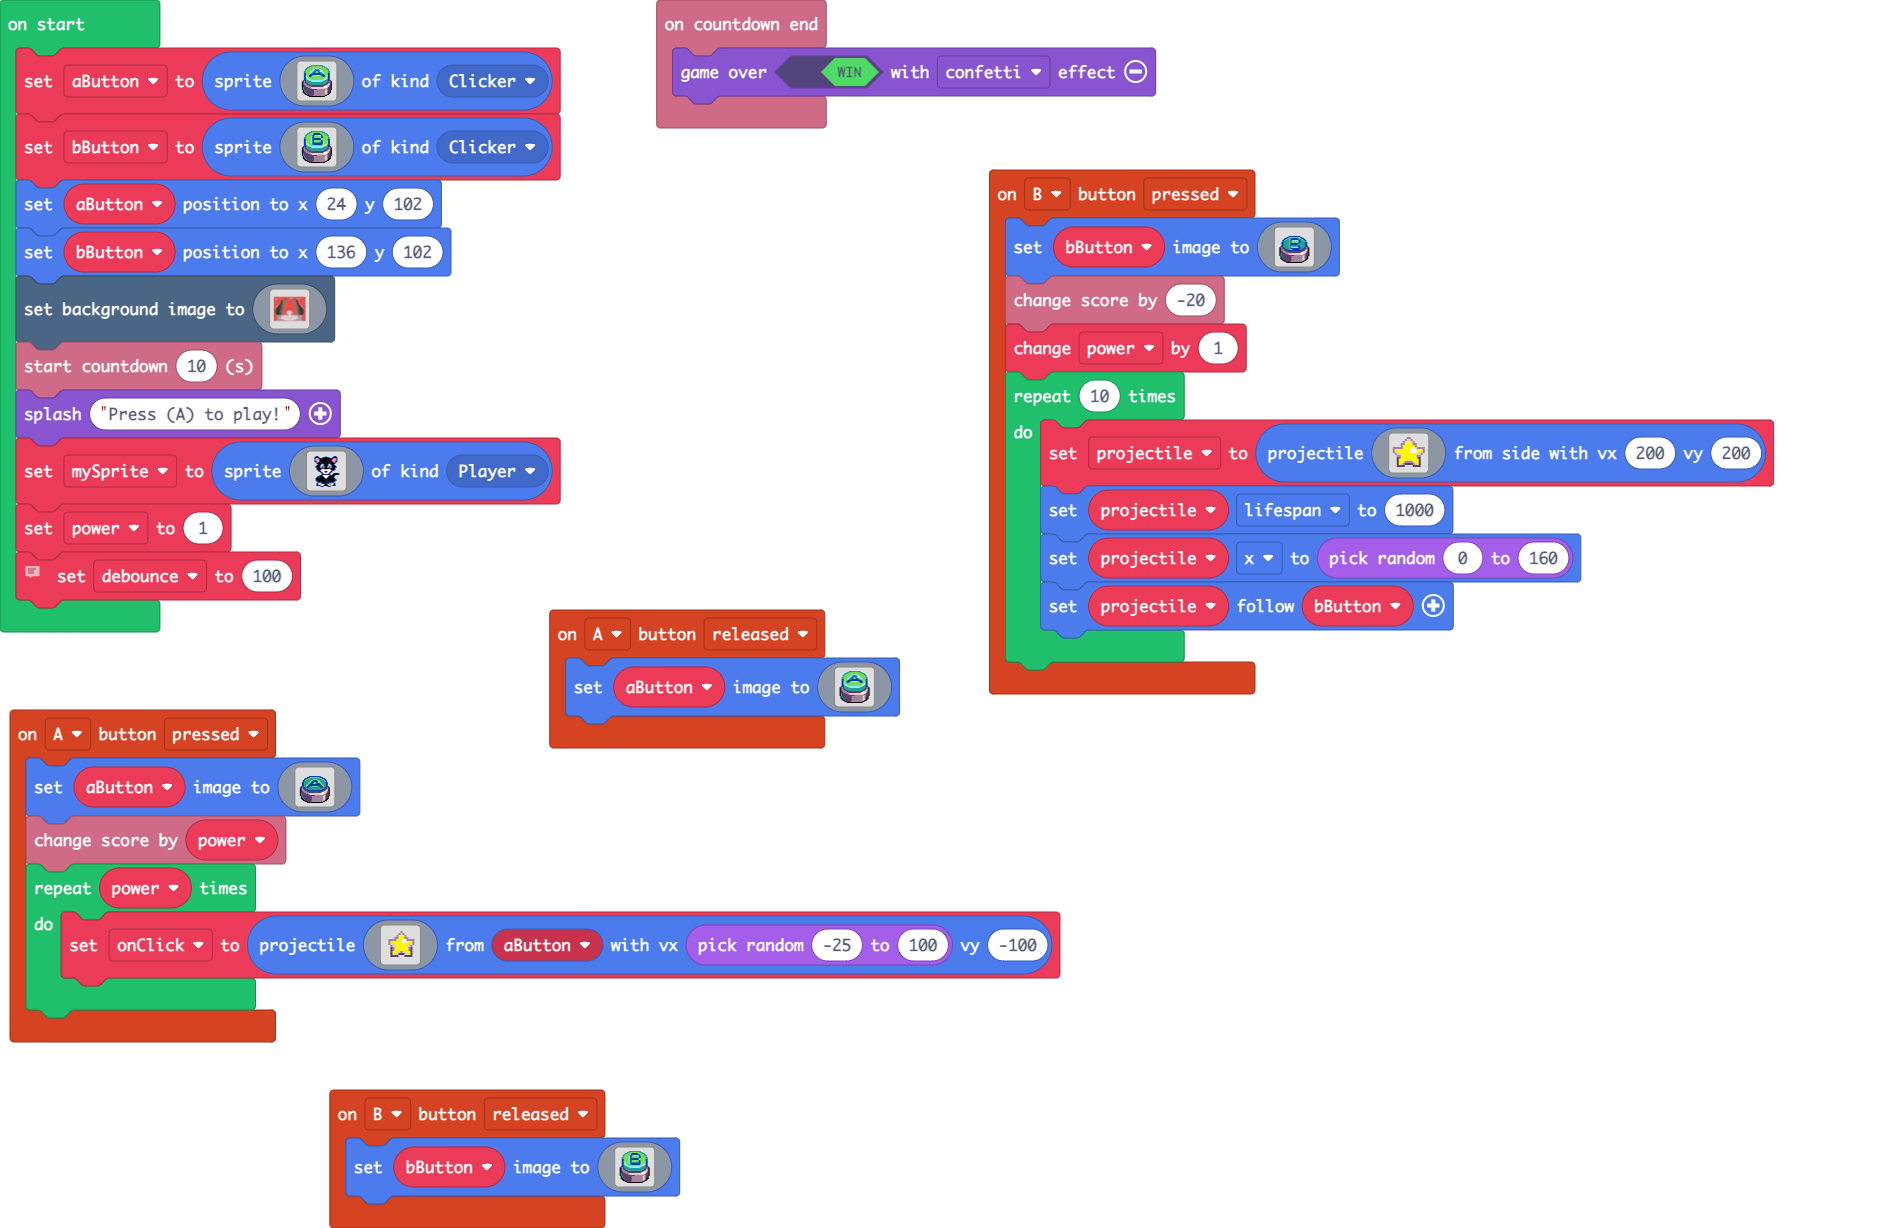 on start
set aButton to sprite A of kind Clicker
set bButton to sprite B of kind Clicker
set aButton position to x 24 y 102
set bButton position to x 136 y 102
set background image to
start countdown 10 (s)
splash "Press (A) to play!"
set mySprite to sprite of kind Player
set power to 1
set debounce to 100
on countdown end
game over WIN with confetti effect
on B button pressed
set bButton image to B
change score by -20
change power by 1
repeat 10 times
do
set projectile to projectile from side with vx 200 vy 200
set projectile lifespan to 1000
set projectile x to pick random 0 to 160
set projectile follow bButton
on A button released
set aButton image to A
on A button pressed
set aButton image to A
change score by power
repeat power times
do
set onClick to projectile from aButton with vx pick random -25 to 100 vy -100
on B button released
set bButton image to B